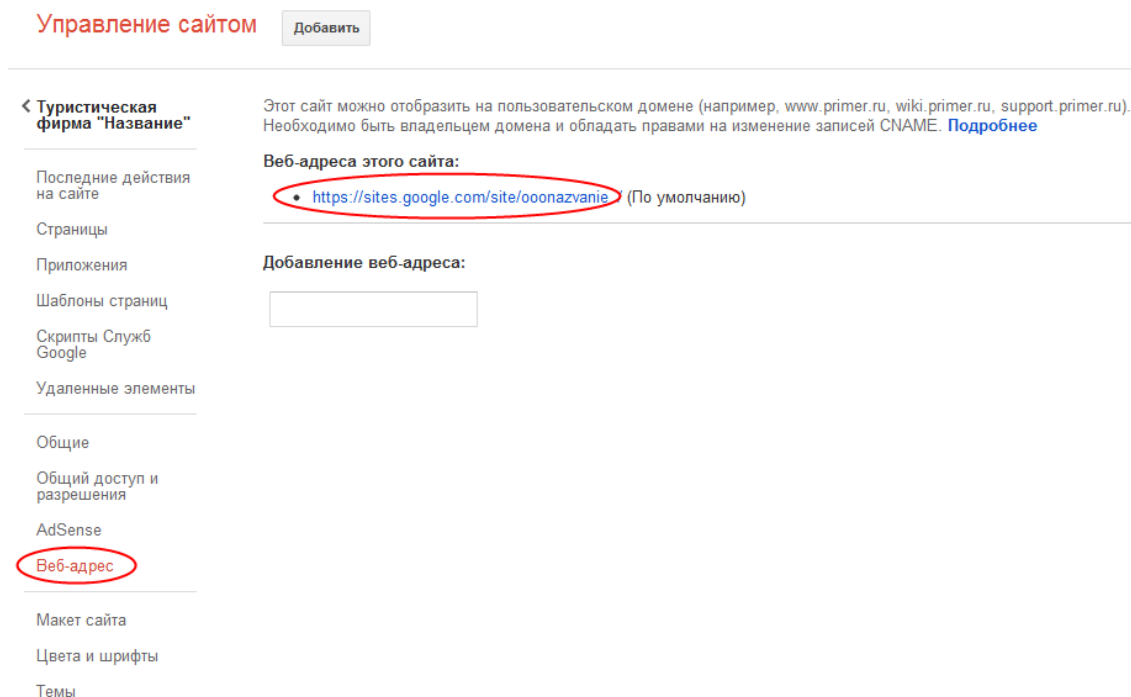 Управление сайтом Добавить
Туристическая
фирма "Название"
Последние действия
на сайте
Страницы
Приложения
Шаблоны страниц
Скрипты Служб
Google
Удаленные элементы
Общие
Общий доступ и
разрешения
AdSense
Веб-адрес
Макет сайта
Цвета и шрифты
Темы
Этот сайт можно отобразить на пользовательском домене (например, www.primer.ru, wiki.primer.ru, support.primer.ru).
Необходимо быть владельцем домена и обладать правами на изменение записей CNAME. Подробнее
Веб-адреса этого сайта:
• https://sites.google.com/site/ooonazvanie / (По умолчанию)
Добавление веб-адреса: